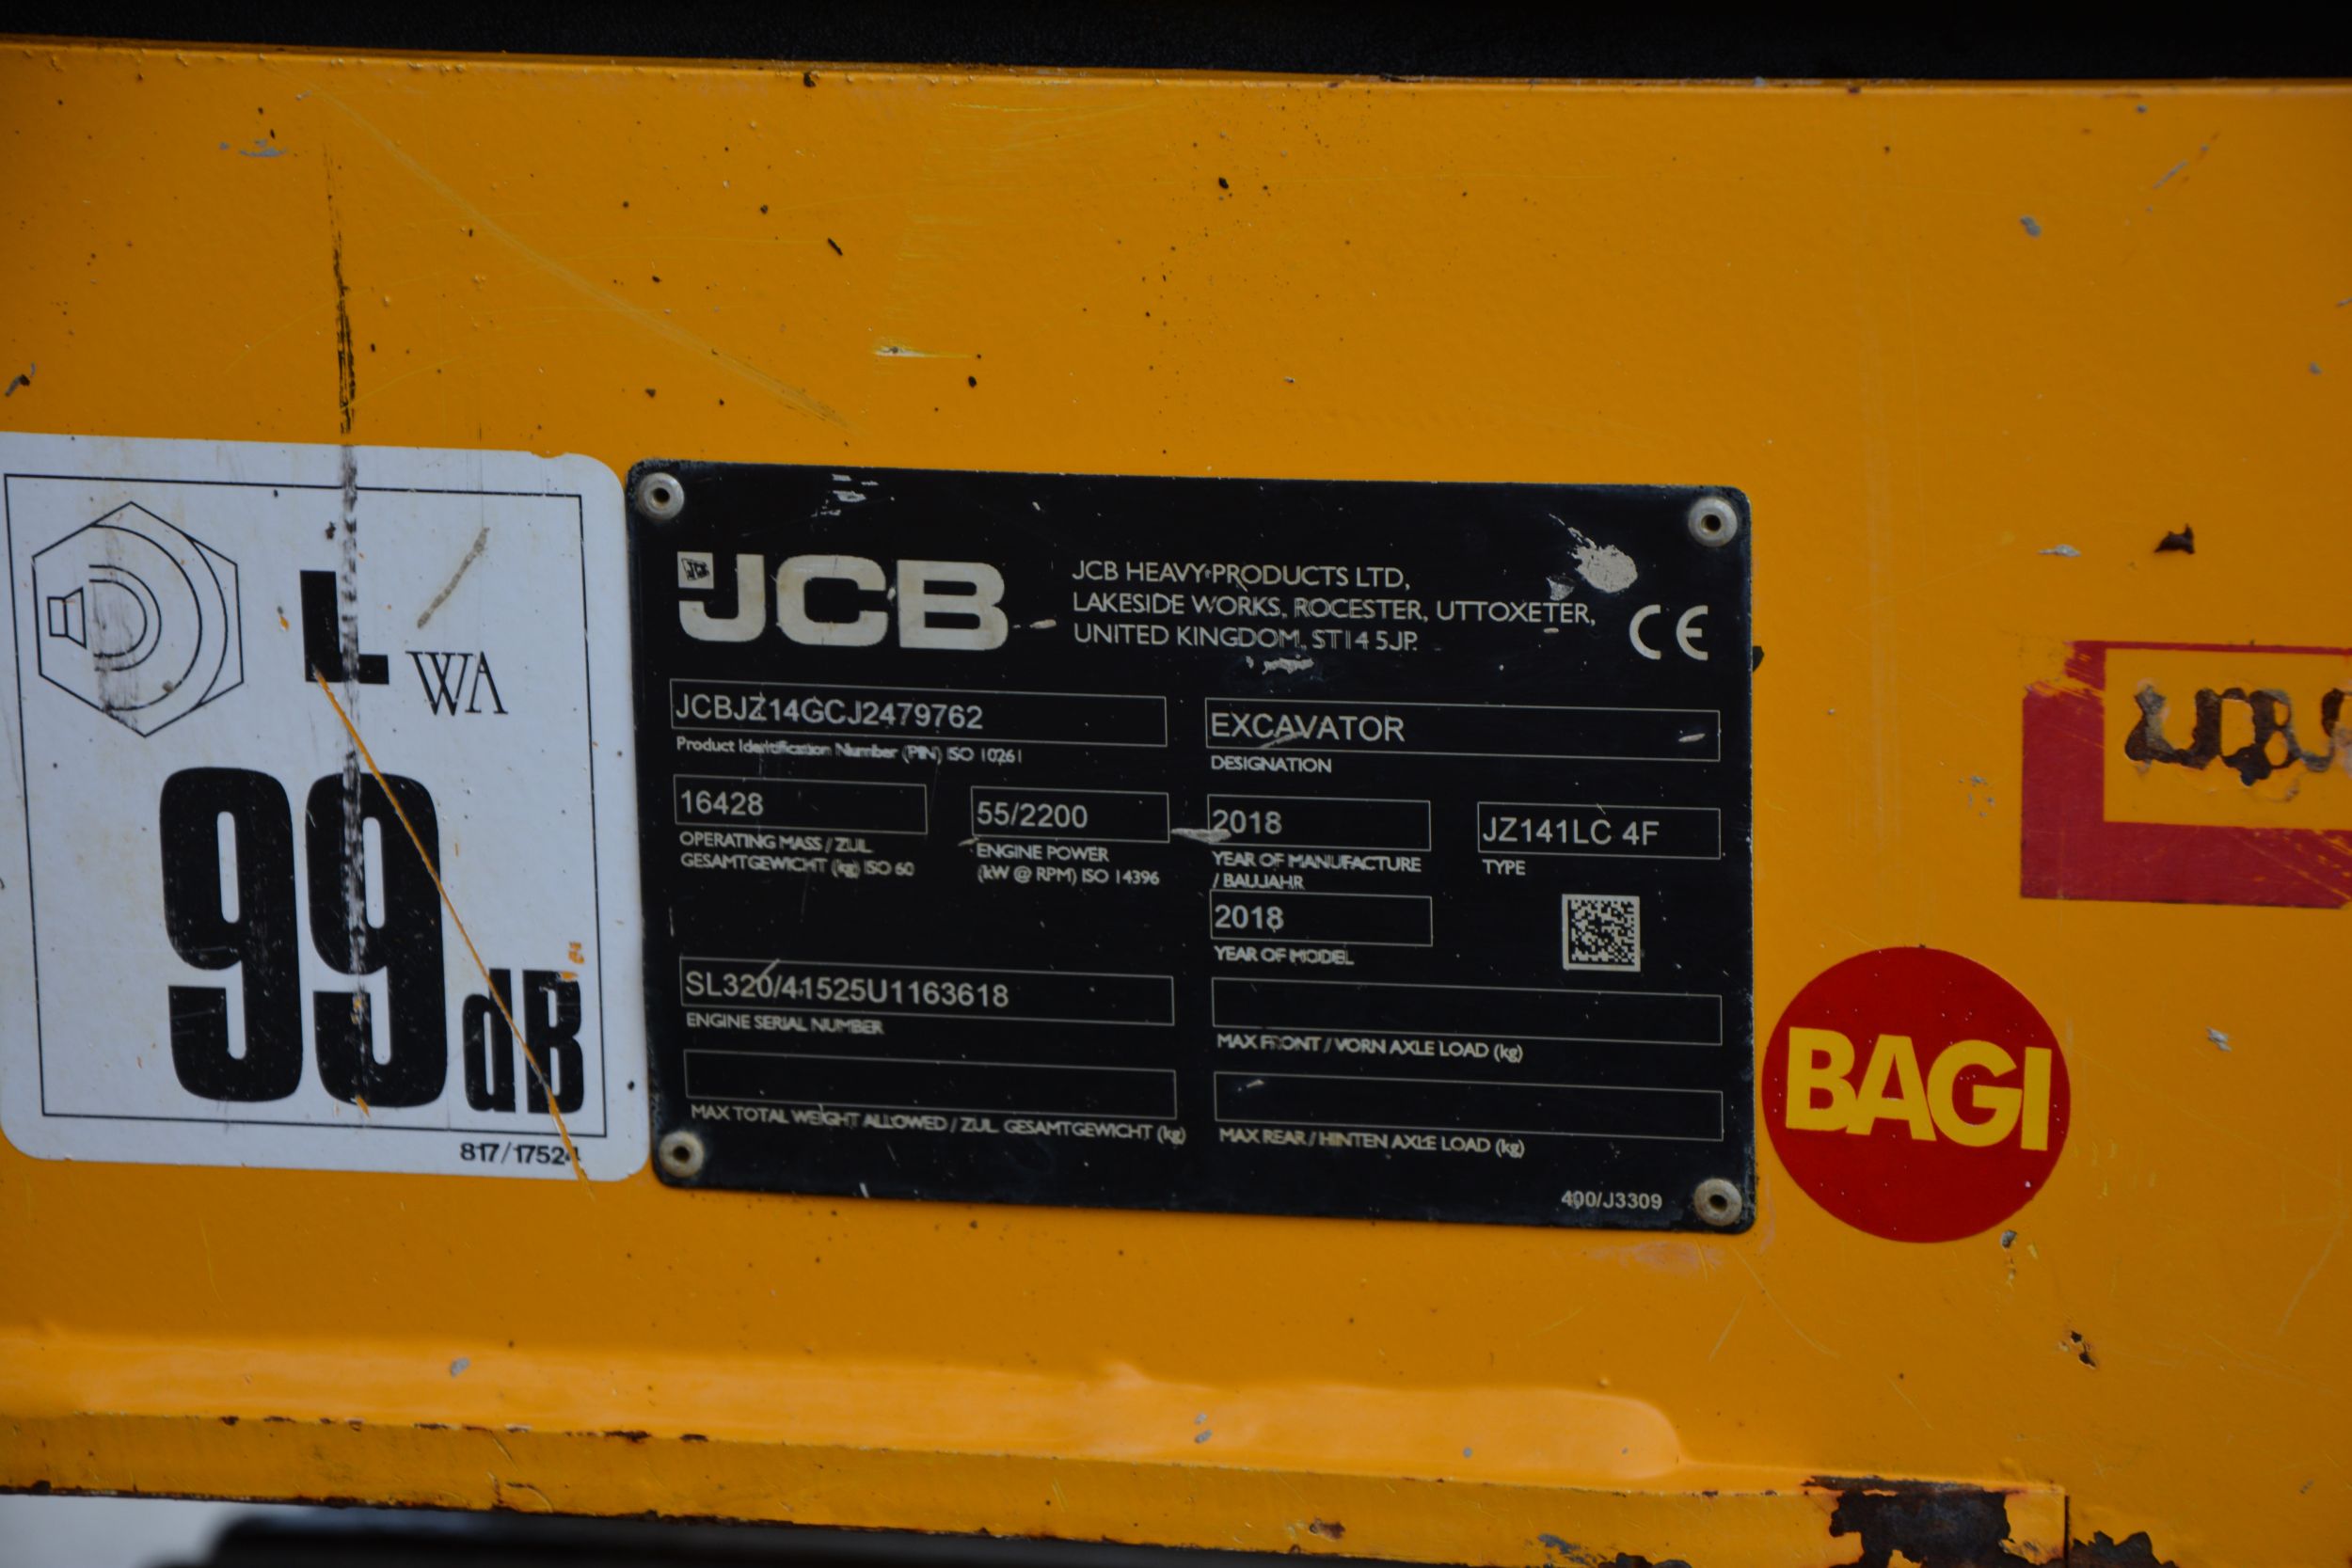 L WA
99 dB
817/17524
JCB
JCB HEAVY PRODUCTS LTD,
LAKESIDE WORKS, ROCESTER, UTTOXETER,
UNITED KINGDOM, ST14 5JP.
CE
JCBJZ14GCJ2479762
Product Identification Number (PIN) ISO 10261
EXCAVATOR
DESIGNATION
16428
OPERATING MASS / ZUL
GESAMTGEWICHT (kg) ISO 60
55/2200
ENGINE POWER
(kW @ RPM) ISO 14396
2018
YEAR OF MANUFACTURE
/ BAUJAHR
JZ141LC 4F
TYPE
2018
YEAR OF MODEL
SL320/41525U1163618
ENGINE SERIAL NUMBER
MAX FRONT / VORN AXLE LOAD (kg)
MAX TOTAL WEIGHT ALLOWED / ZUL GESAMTGEWICHT (kg)
MAX REAR / HINTEN AXLE LOAD (kg)
400/J3309
BAGI